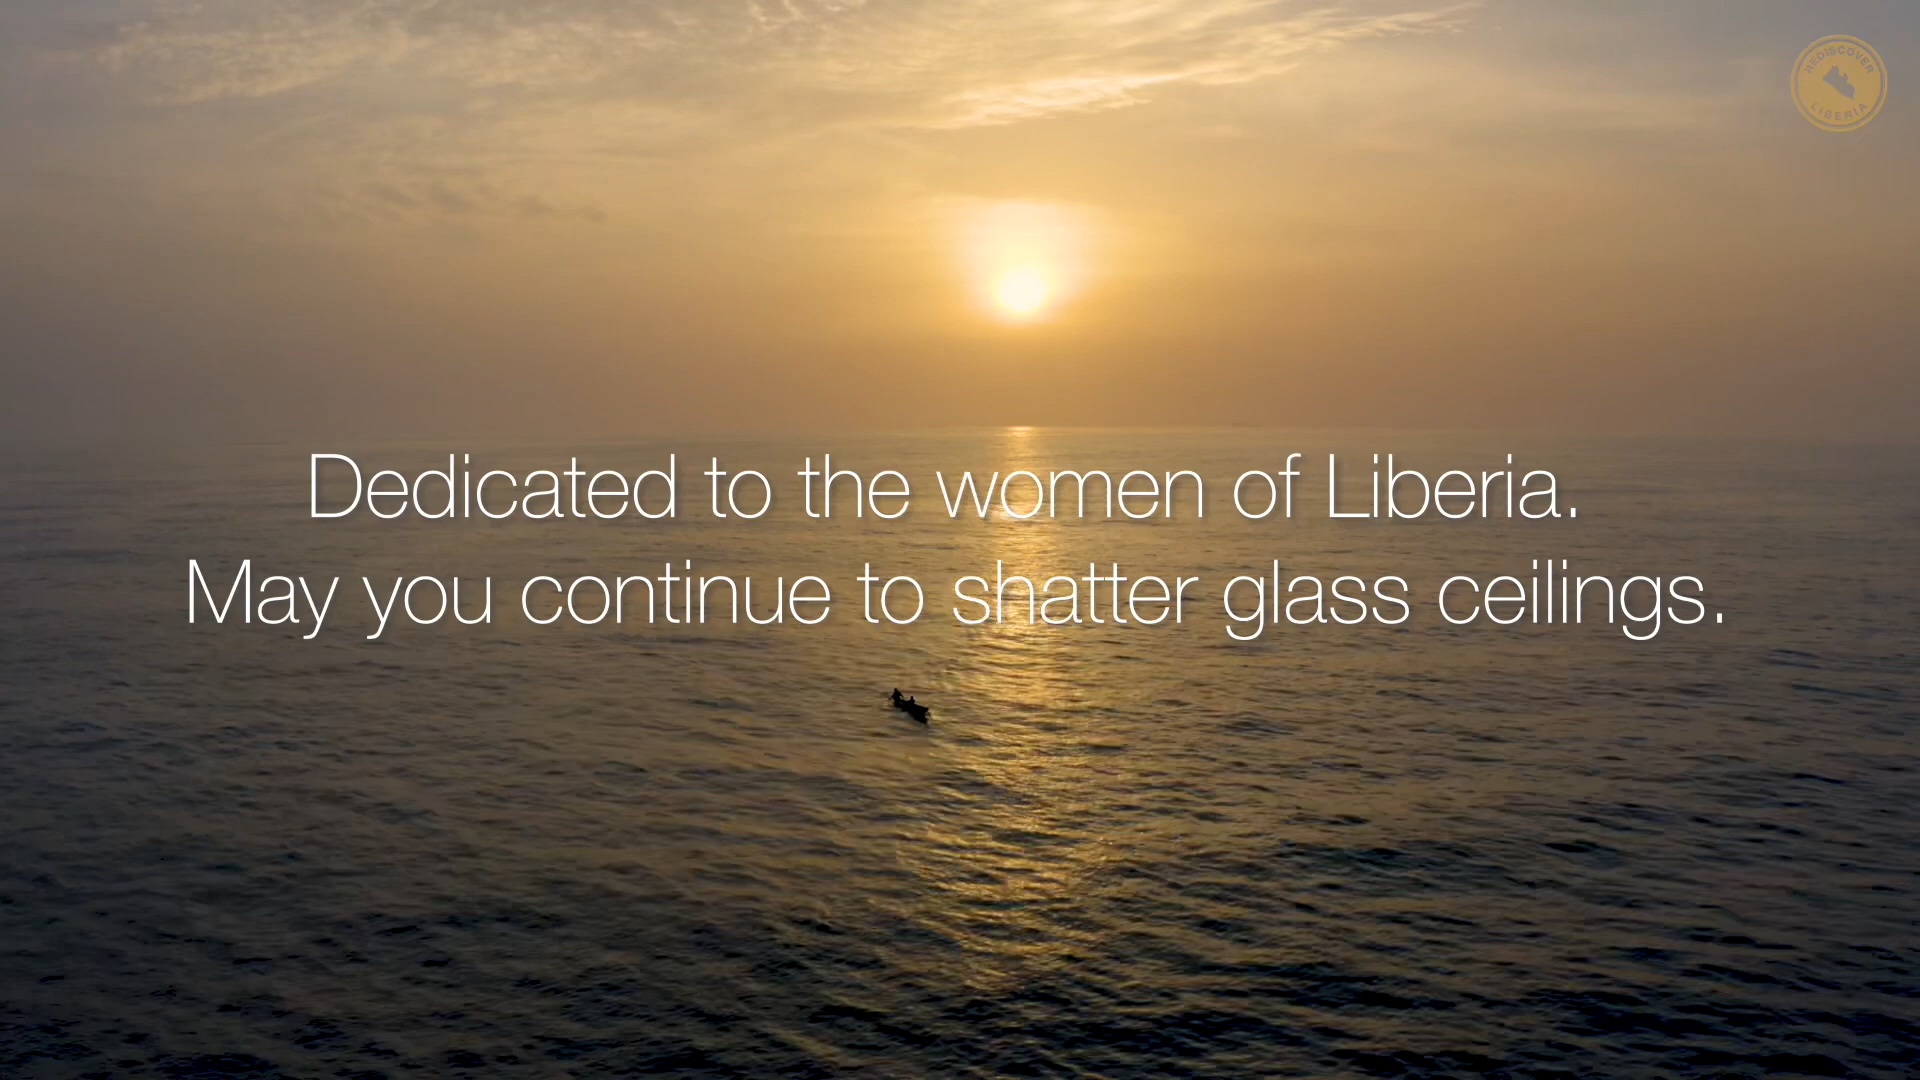 REDISCOVER
LIBERIA
Dedicated to the women of Liberia.
May you continue to shatter glass ceilings.